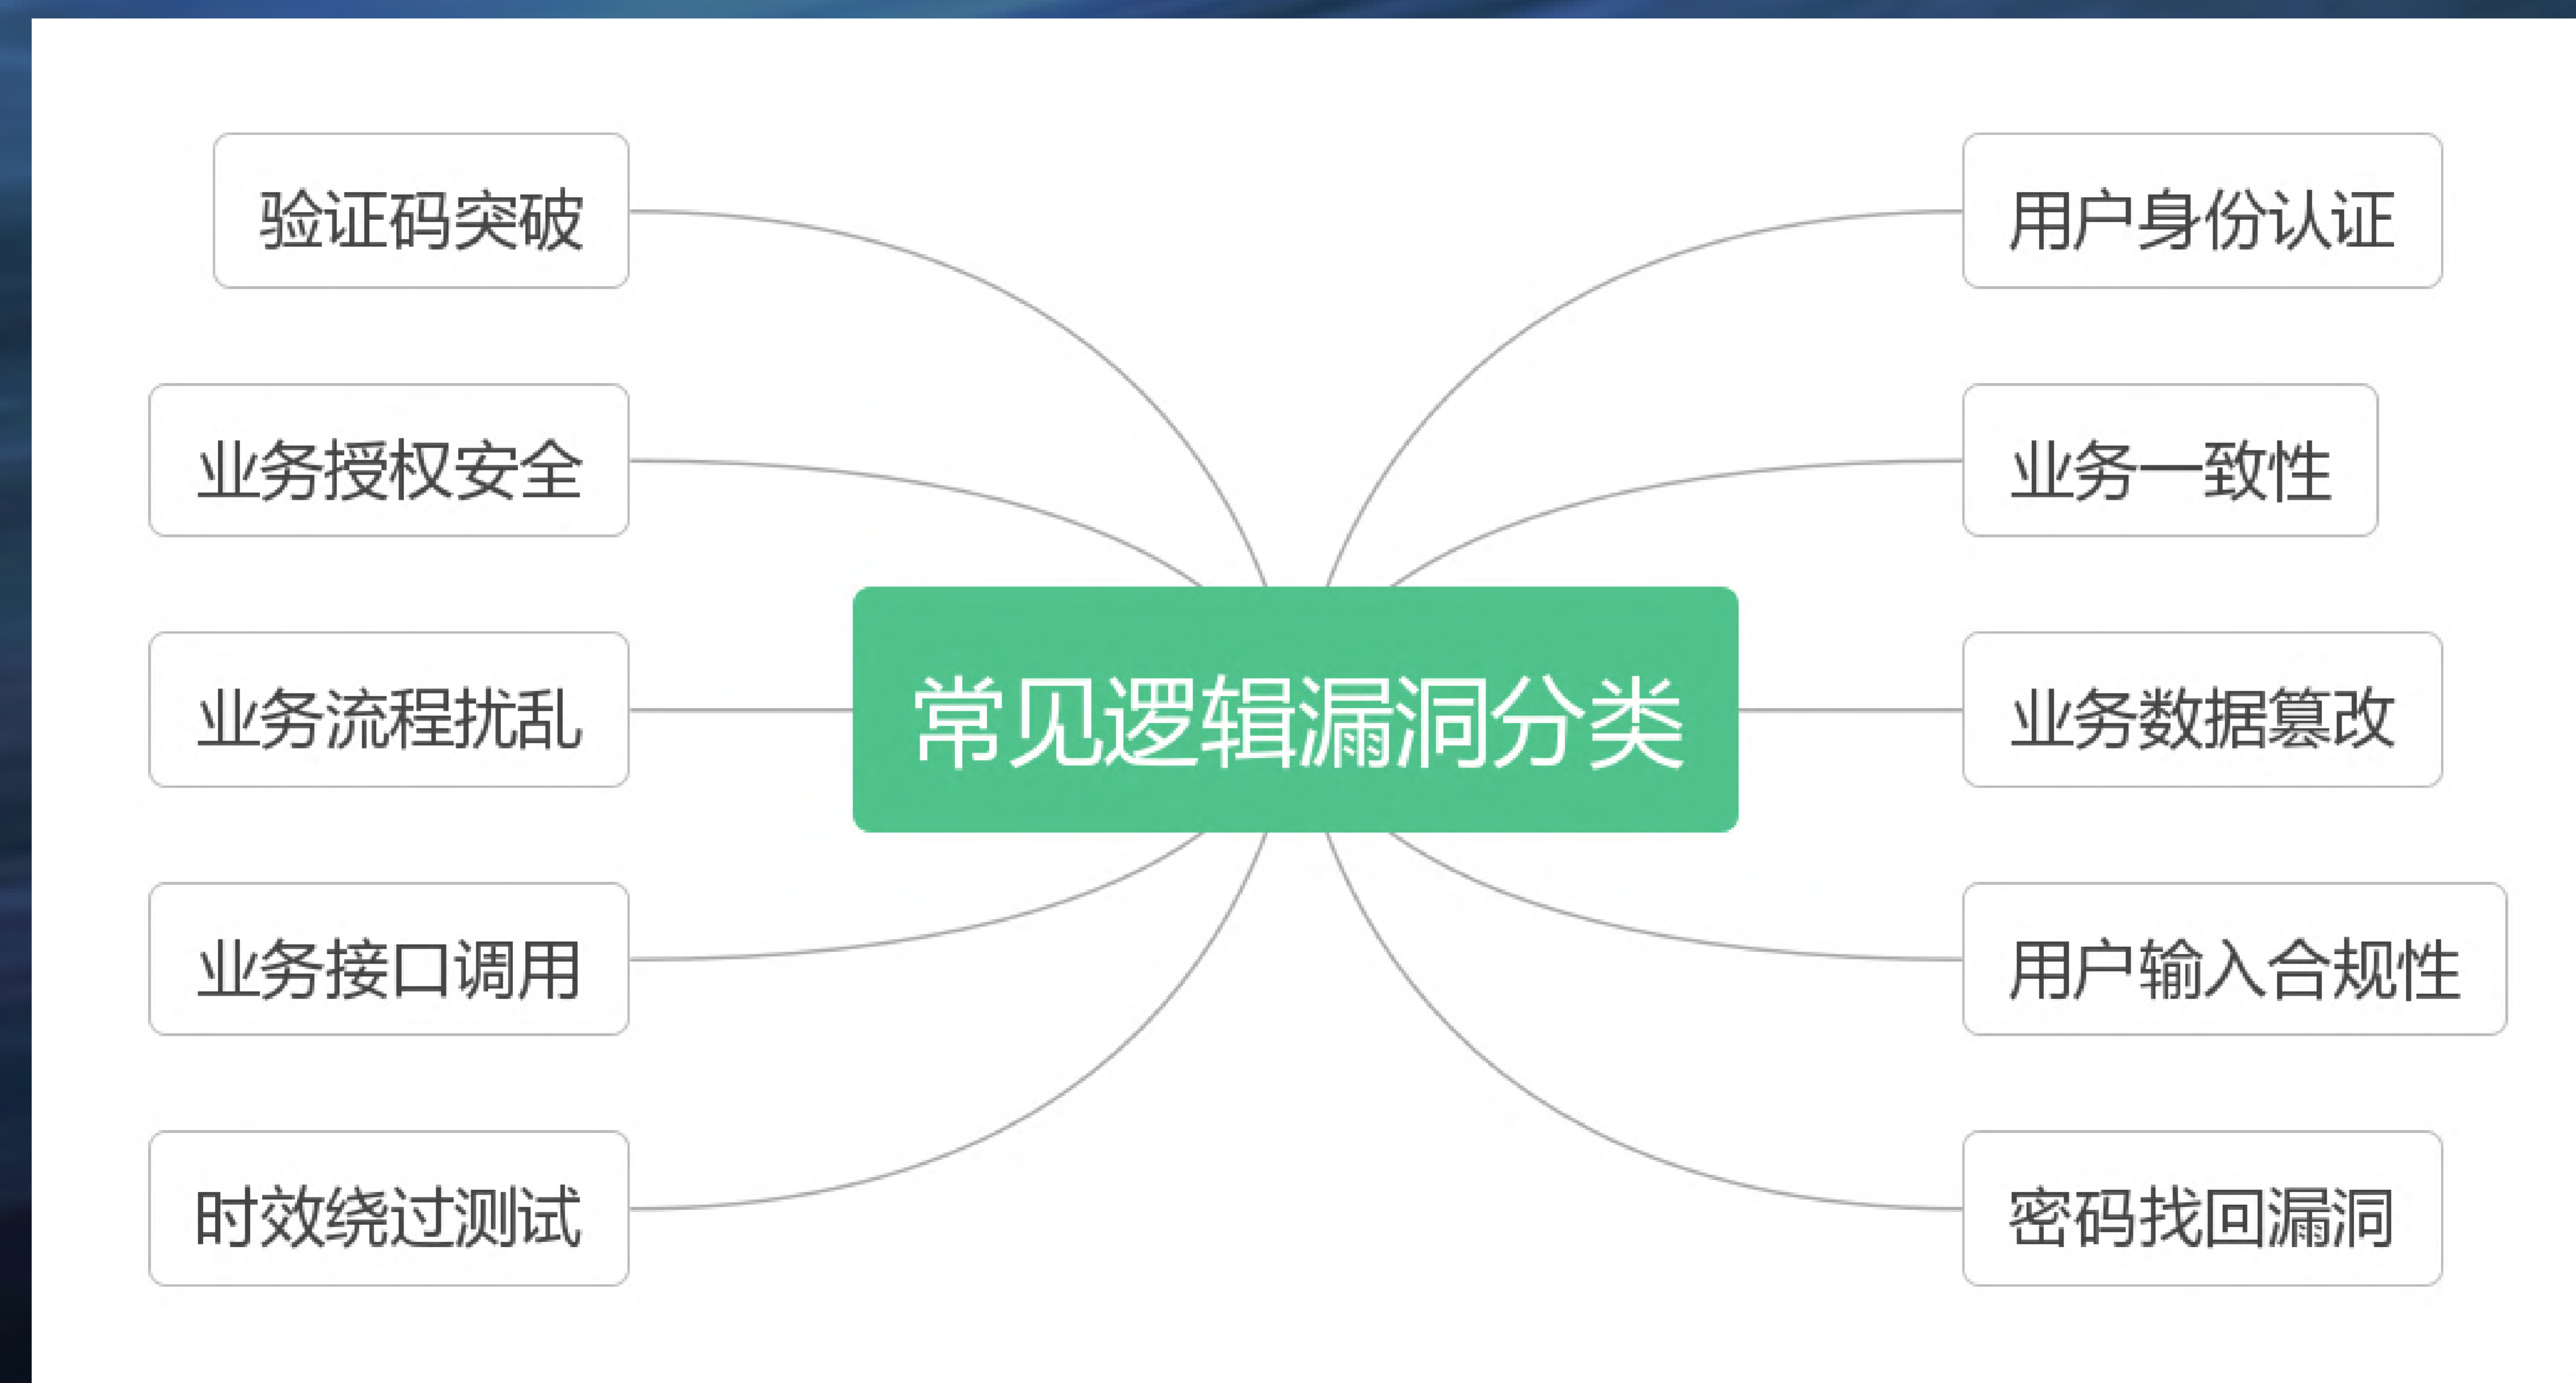 验证码突破
用户身份认证
业务授权安全
业务一致性
业务流程扰乱
常见逻辑漏洞分类
业务数据篡改
业务接口调用
用户输入合规性
时效绕过测试
密码找回漏洞